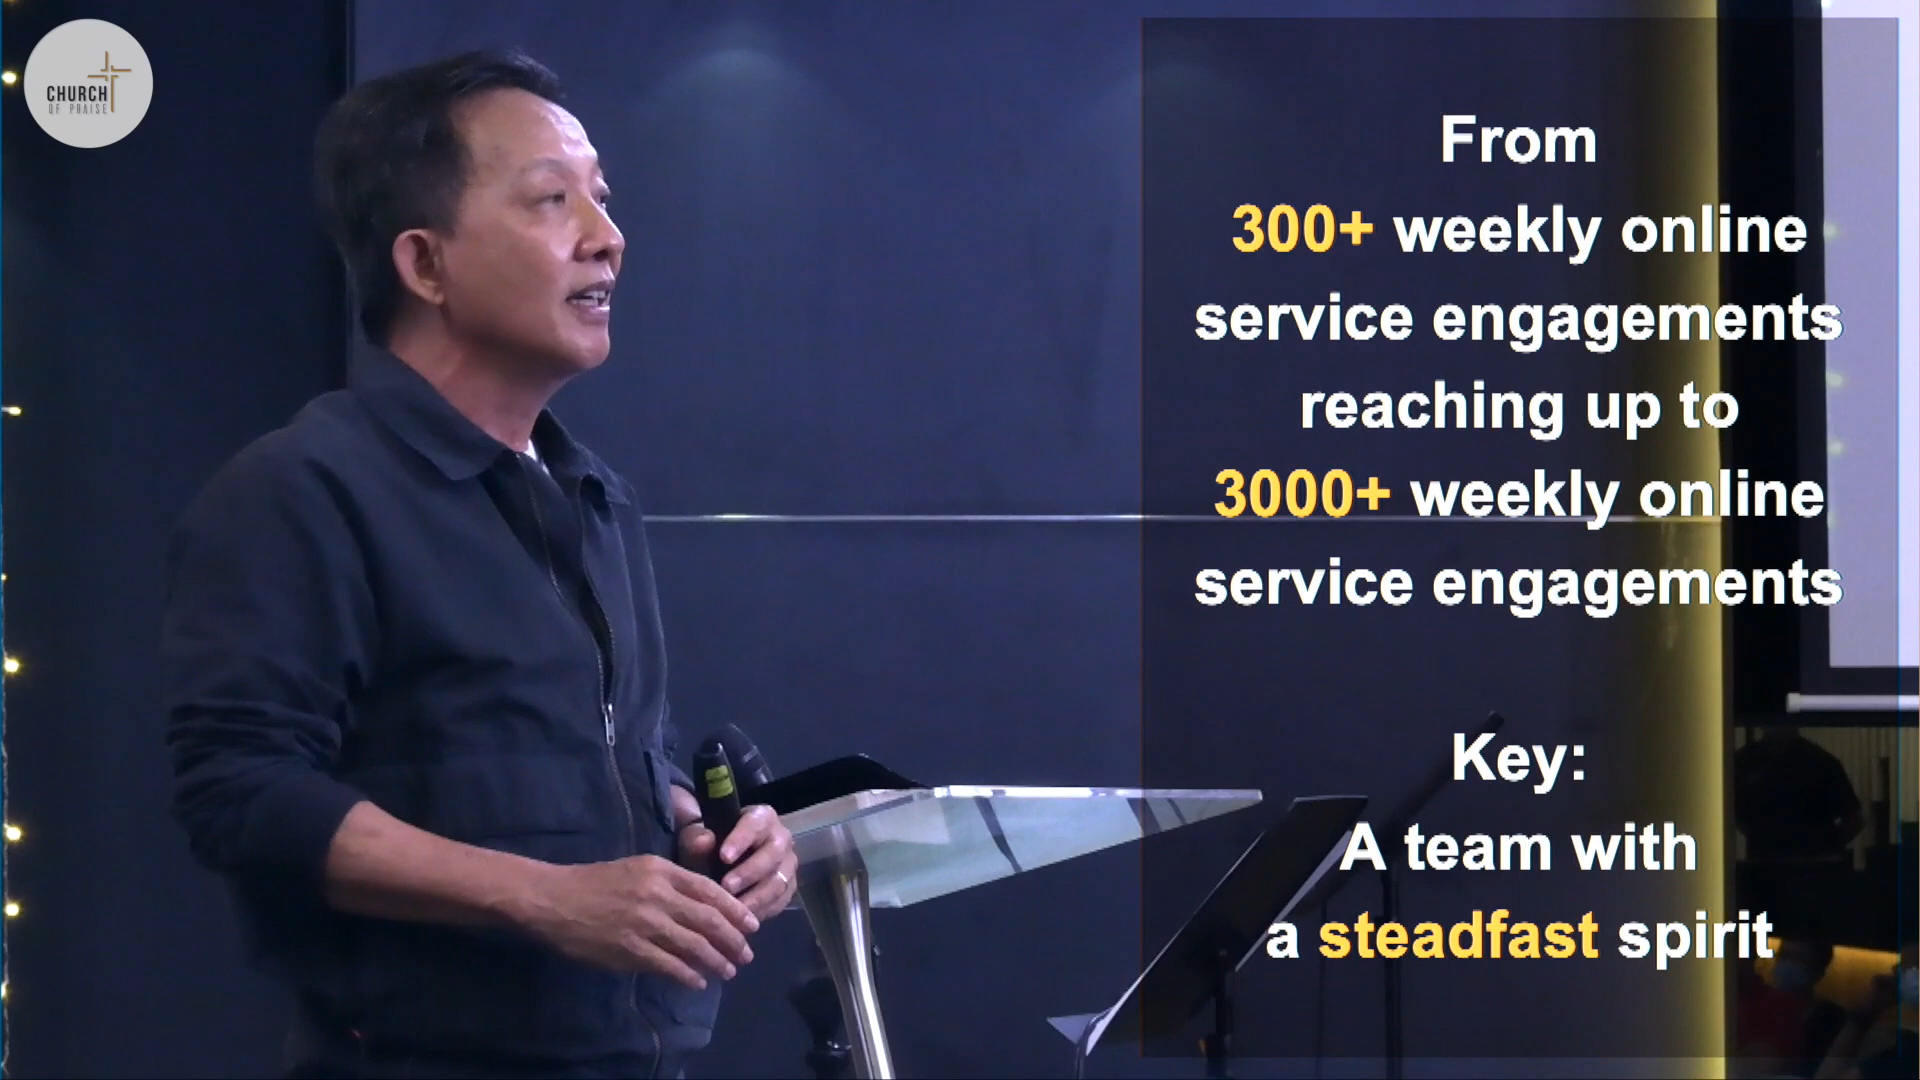 CHURCH
OF PRAISE
From
300+ weekly online
service engagements
reaching up to
3000+ weekly online
service engagements
Key:
A team with
a steadfast spirit